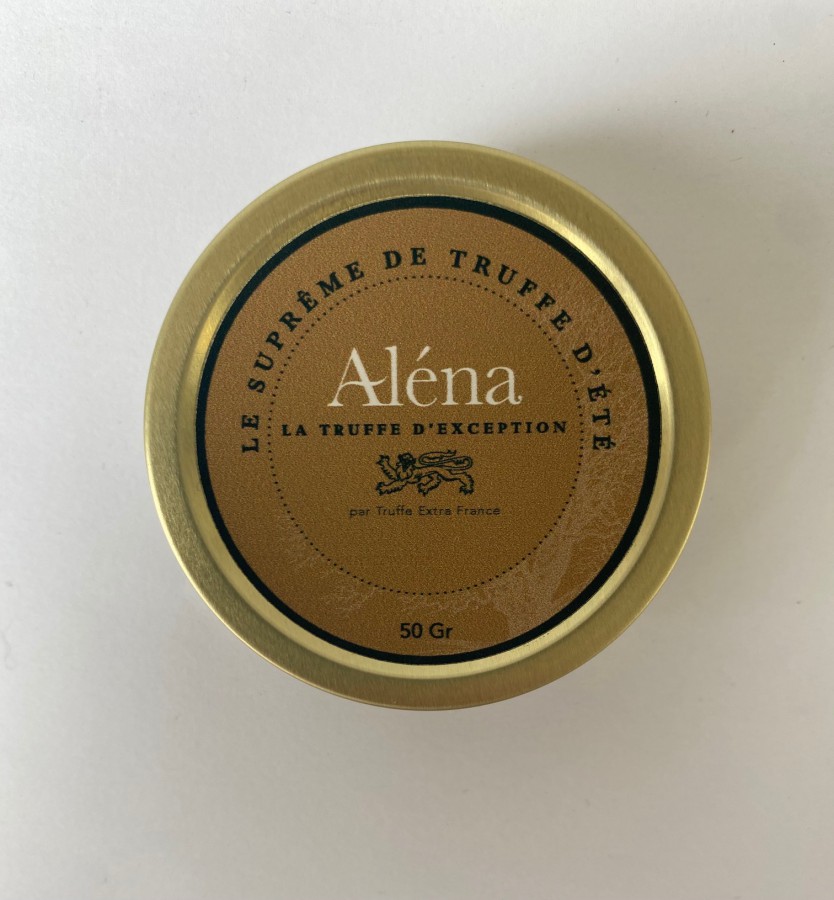 LE SUPRÊME DE TRUFFE D'ÉTÉ
Aléna
LA TRUFFE D'EXCEPTION
par Truffe Extra France
50 Gr